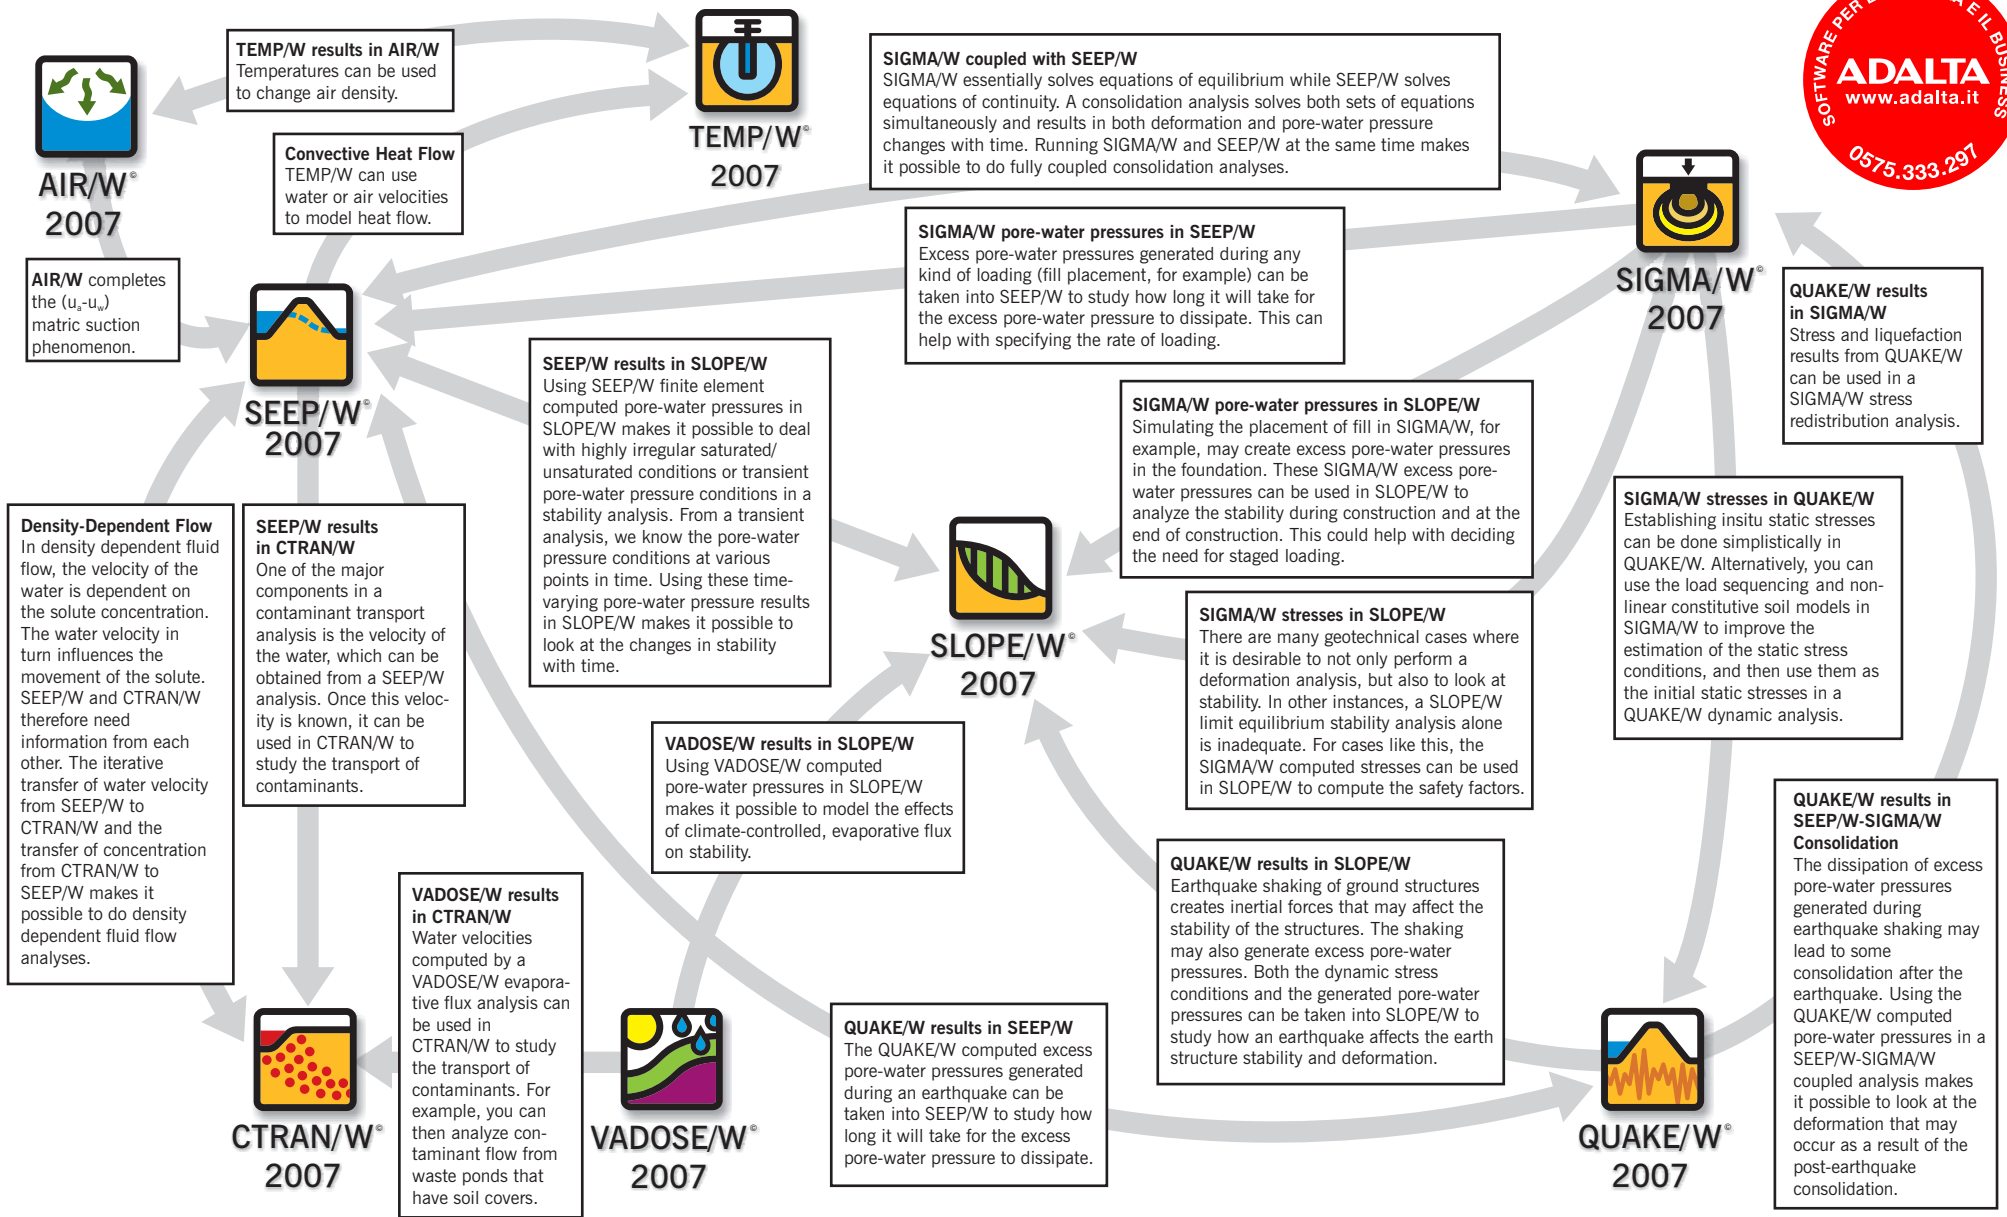 TEMP/W results in AIR/W
Temperatures can be used
to change air density.
AIR/W©
2007
Convective Heat Flow
TEMP/W can use
water or air velocities
to model heat flow.
TEMP/W©
2007
SIGMA/W coupled with SEEP/W
SIGMA/W essentially solves equations of equilibrium while SEEP/W solves
equations of continuity. A consolidation analysis solves both sets of equations
simultaneously and results in both deformation and pore-water pressure
changes with time. Running SIGMA/W and SEEP/W at the same time makes
it possible to do fully coupled consolidation analyses.
SOFTWARE PER
E IL BUSINESS
ADALTA
www.adalta.it
0575.333.297
AIR/W completes
the (ua-uw)
matric suction
phenomenon.
SEEP/W©
2007
SIGMA/W pore-water pressures in SEEP/W
Excess pore-water pressures generated during any
kind of loading (fill placement, for example) can be
taken into SEEP/W to study how long it will take for
the excess pore-water pressure to dissipate. This can
help with specifying the rate of loading.
SIGMA/W©
2007
QUAKE/W results
in SIGMA/W
Stress and liquefaction
results from QUAKE/W
can be used in a
SIGMA/W stress
redistribution analysis.
SEEP/W results in SLOPE/W
Using SEEP/W finite element
computed pore-water pressures in
SLOPE/W makes it possible to deal
with highly irregular saturated/
unsaturated conditions or transient
pore-water pressure conditions in a
stability analysis. From a transient
analysis, we know the pore-water
pressure conditions at various
points in time. Using these time-
varying pore-water pressure results
in SLOPE/W makes it possible to
look at the changes in stability
with time.
SIGMA/W pore-water pressures in SLOPE/W
Simulating the placement of fill in SIGMA/W, for
example, may create excess pore-water pressures
in the foundation. These SIGMA/W excess pore-
water pressures can be used in SLOPE/W to
analyze the stability during construction and at the
end of construction. This could help with deciding
the need for staged loading.
Density-Dependent Flow
In density dependent fluid
flow, the velocity of the
water is dependent on
the solute concentration.
The water velocity in
turn influences the
movement of the solute.
SEEP/W and CTRAN/W
therefore need
information from each
other. The iterative
transfer of water velocity
from SEEP/W to
CTRAN/W and the
transfer of concentration
from CTRAN/W to
SEEP/W makes it
possible to do density
dependent fluid flow
analyses.
SEEP/W results
in CTRAN/W
One of the major
components in a
contaminant transport
analysis is the velocity of
the water, which can be
obtained from a SEEP/W
analysis. Once this veloc-
ity is known, it can be
used in CTRAN/W to
study the transport of
contaminants.
SLOPE/W©
2007
SIGMA/W stresses in SLOPE/W
There are many geotechnical cases where
it is desirable to not only perform a
deformation analysis, but also to look at
stability. In other instances, a SLOPE/W
limit equilibrium stability analysis alone
is inadequate. For cases like this, the
SIGMA/W computed stresses can be used
in SLOPE/W to compute the safety factors.
SIGMA/W stresses in QUAKE/W
Establishing insitu static stresses
can be done simplistically in
QUAKE/W. Alternatively, you can
use the load sequencing and non-
linear constitutive soil models in
SIGMA/W to improve the
estimation of the static stress
conditions, and then use them as
the initial static stresses in a
QUAKE/W dynamic analysis.
VADOSE/W results in SLOPE/W
Using VADOSE/W computed
pore-water pressures in SLOPE/W
makes it possible to model the effects
of climate-controlled, evaporative flux
on stability.
VADOSE/W results
in CTRAN/W
Water velocities
computed by a
VADOSE/W evapora-
tive flux analysis can
be used in
CTRAN/W to study
the transport of
contaminants. For
example, you can
then analyze con-
taminant flow from
waste ponds that
have soil covers.
QUAKE/W results in SLOPE/W
Earthquake shaking of ground structures
creates inertial forces that may affect the
stability of the structures. The shaking
may also generate excess pore-water
pressures. Both the dynamic stress
conditions and the generated pore-water
pressures can be taken into SLOPE/W to
study how an earthquake affects the earth
structure stability and deformation.
QUAKE/W results in
SEEP/W-SIGMA/W
Consolidation
The dissipation of excess
pore-water pressures
generated during
earthquake shaking may
lead to some
consolidation after the
earthquake. Using the
QUAKE/W computed
pore-water pressures in a
SEEP/W-SIGMA/W
coupled analysis makes
it possible to look at the
deformation that may
occur as a result of the
post-earthquake
consolidation.
QUAKE/W results in SEEP/W
The QUAKE/W computed excess
pore-water pressures generated
during an earthquake can be
taken into SEEP/W to study how
long it will take for the excess
pore-water pressure to dissipate.
CTRAN/W©
2007
VADOSE/W©
2007
QUAKE/W©
2007